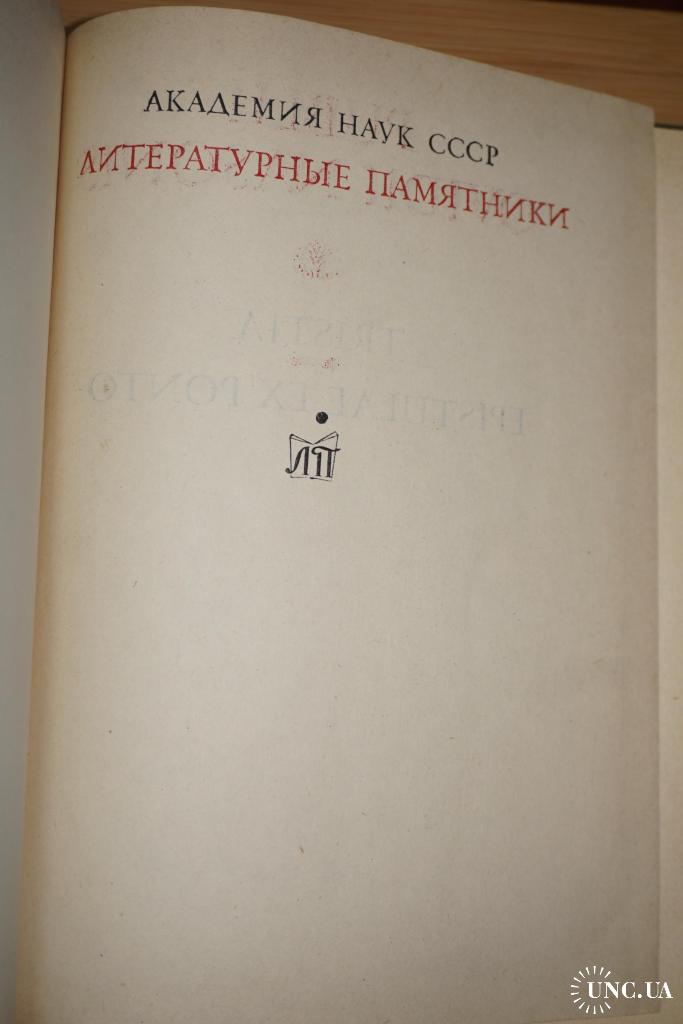 АКАДЕМИЯ НАУК СССР
ЛИТЕРАТУРНЫЕ ПАМЯТНИКИ
TRISTIA
EPISTULAE EX PONTO
ЛП
UNC.UA